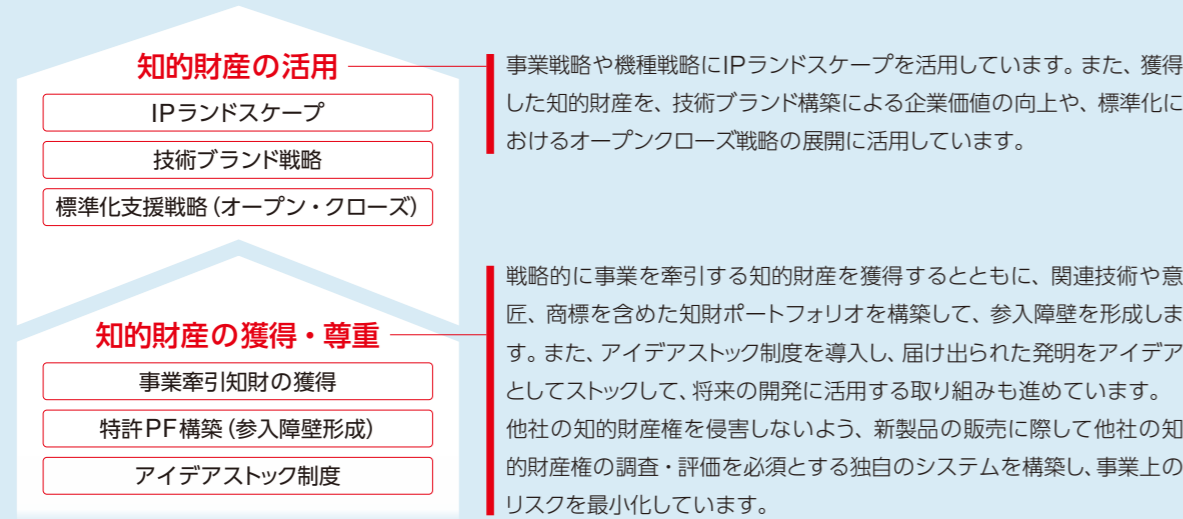 知的財産の活用
IPランドスケープ
技術ブランド戦略
標準化支援戦略(オープン・クローズ)
事業戦略や機種戦略にIPランドスケープを活用しています。また、獲得
した知的財産を、技術ブランド構築による企業価値の向上や、標準化に
おけるオープンクローズ戦略の展開に活用しています。
知的財産の獲得・尊重
事業牽引知財の獲得
特許PF構築(参入障壁形成)
アイデアストック制度
戦略的に事業を牽引する知的財産を獲得するとともに、関連技術や意
匠、商標を含めた知財ポートフォリオを構築して、参入障壁を形成しま
す。また、アイデアストック制度を導入し、届け出られた発明をアイデア
としてストックして、将来の開発に活用する取り組みも進めています。
他社の知的財産権を侵害しないよう、新製品の販売に際して他社の知
的財産権の調査・評価を必須とする独自のシステムを構築し、事業上の
リスクを最小化しています。